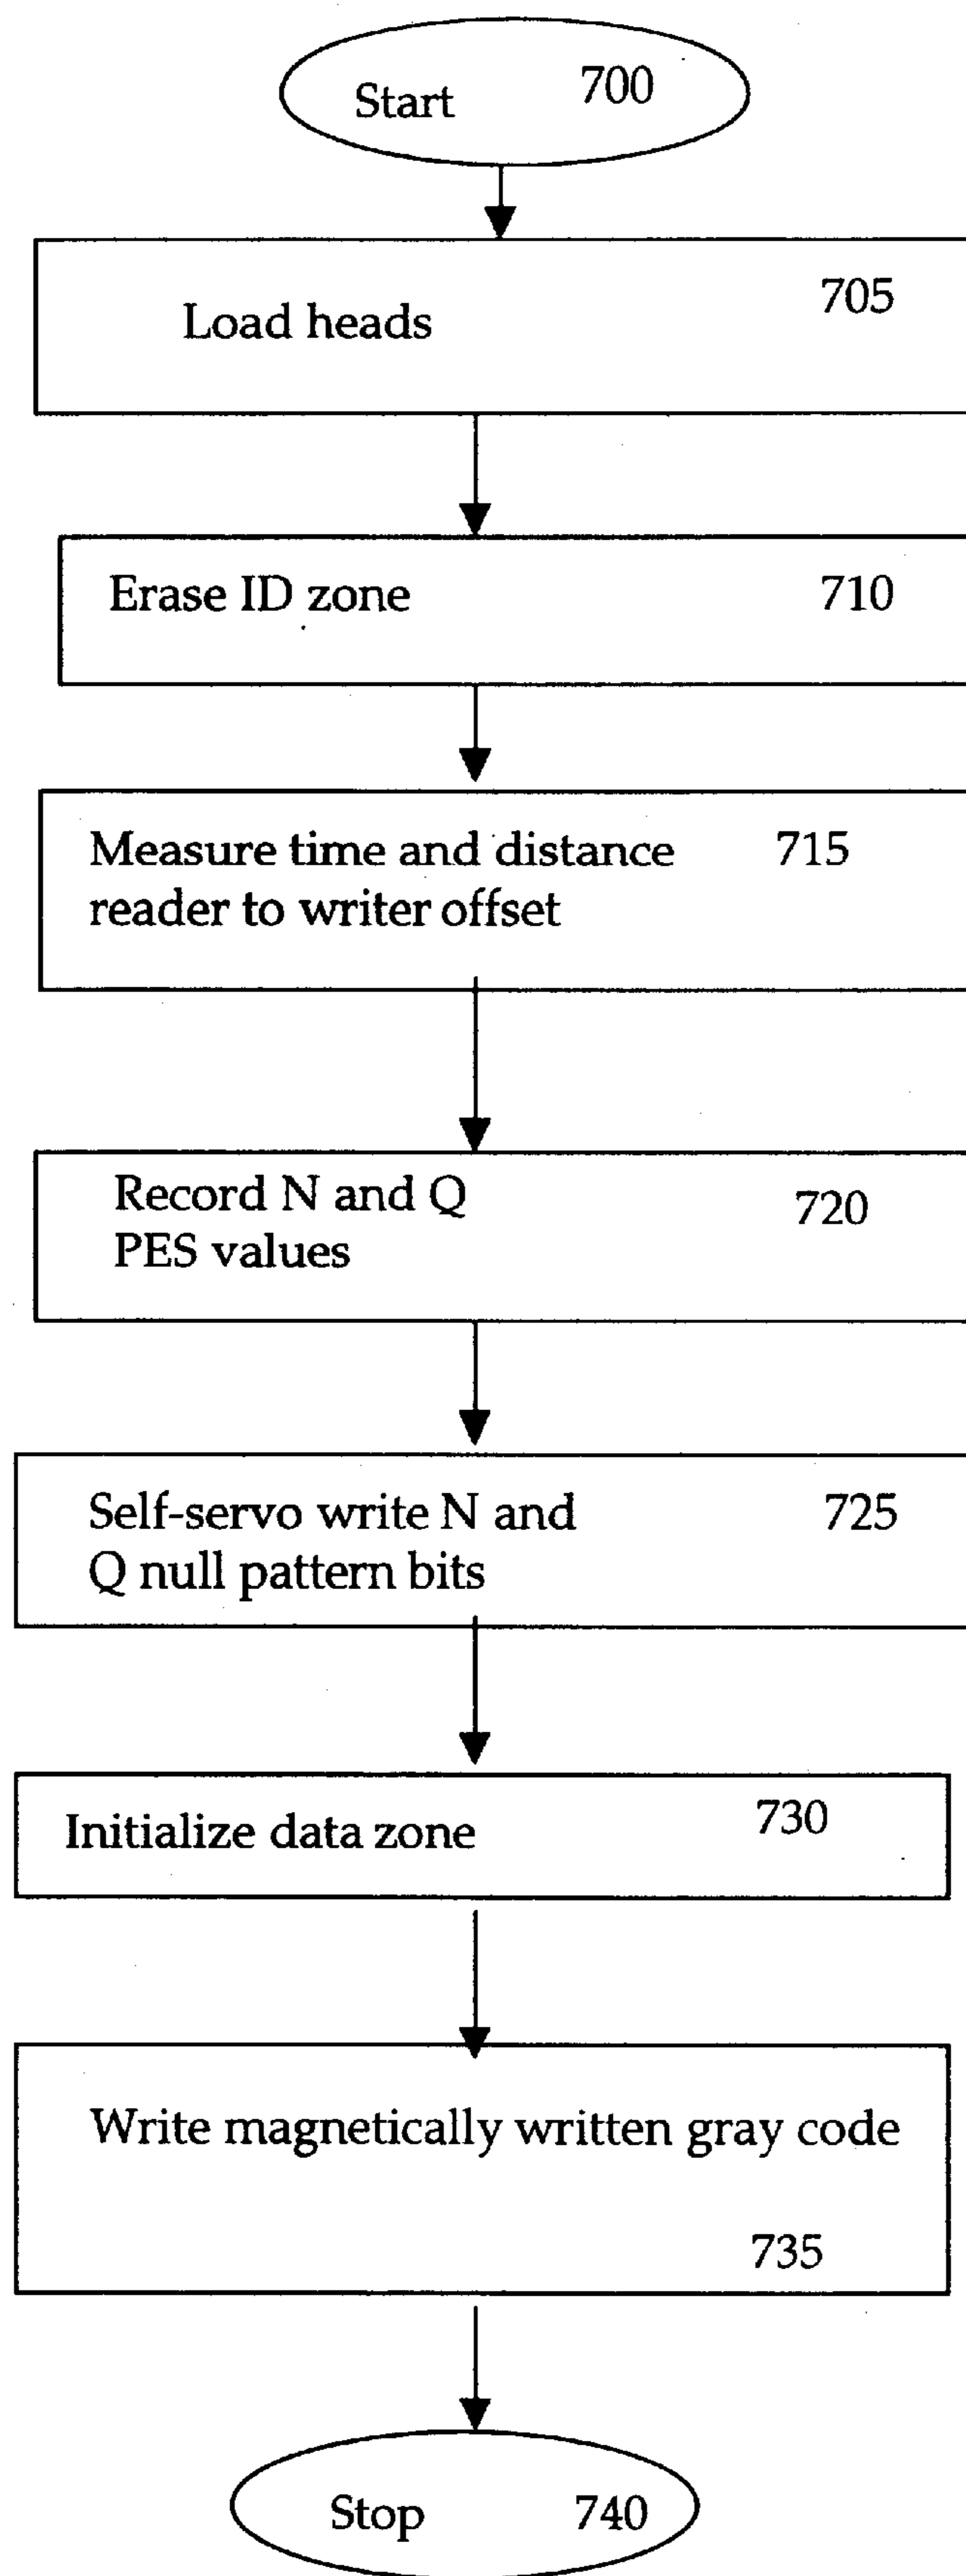 Start 700
Load heads 705
Erase ID zone 710
Measure time and distance 715
reader to writer offset
Record N and Q 720
PES values
Self-servo write N and 725
Q null pattern bits
Initialize data zone 730
Write magnetically written gray code
735
Stop 740